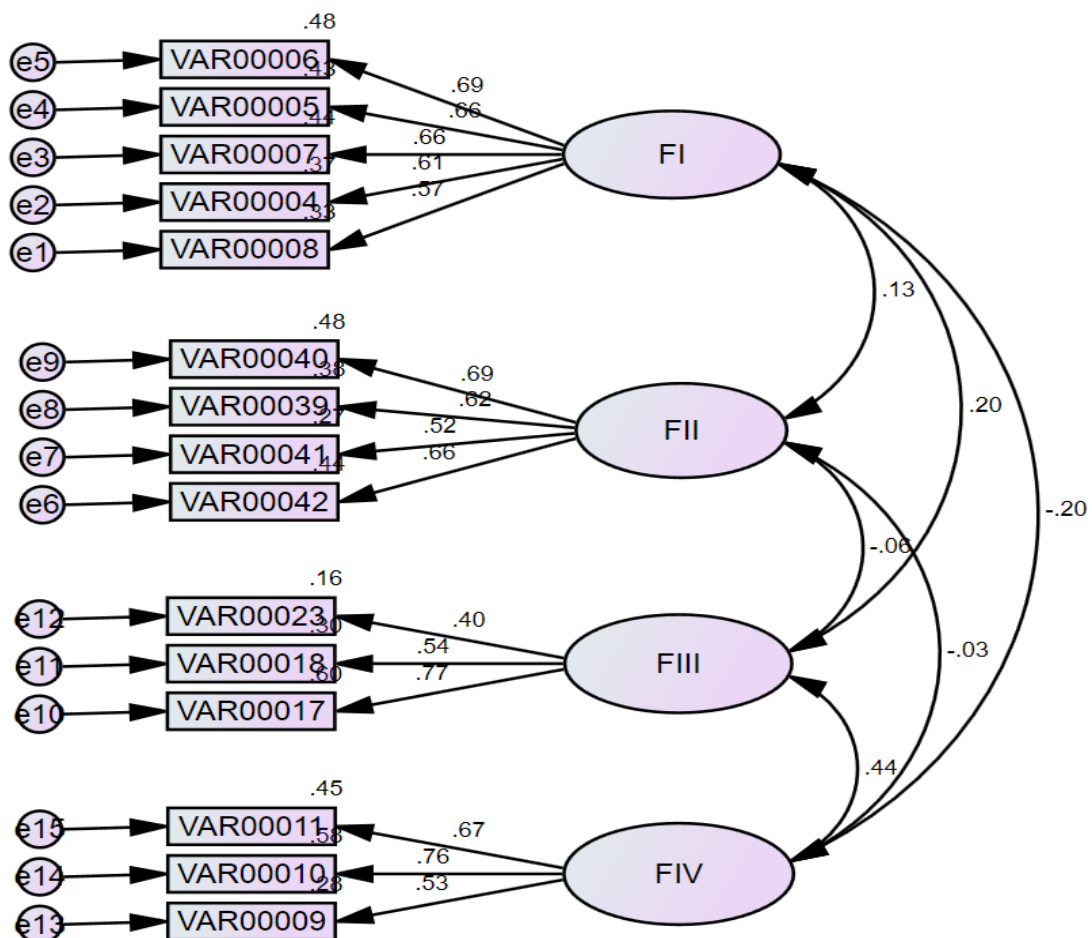 .48
e5 VAR00006 .69
.43
e4 VAR00005 .66 FI
.44
e3 VAR00007 .66
.37
e2 VAR00004 .61
.33
e1 VAR00008 .57
.13
.48
e9 VAR00040 .69
.38
e8 VAR00039 .62 .20
.27
FII
e7 VAR00041 .52
.44
e6 VAR00042 .66
-.20
-.06
.16
e12 VAR00023 .40
.30
e11 VAR00018 .54 FIII -.03
.60
e10 VAR00017 .77
.44
.45
e15 VAR00011 .67
.58
e14 VAR00010 .76 FIV
.28
e13 VAR00009 .53